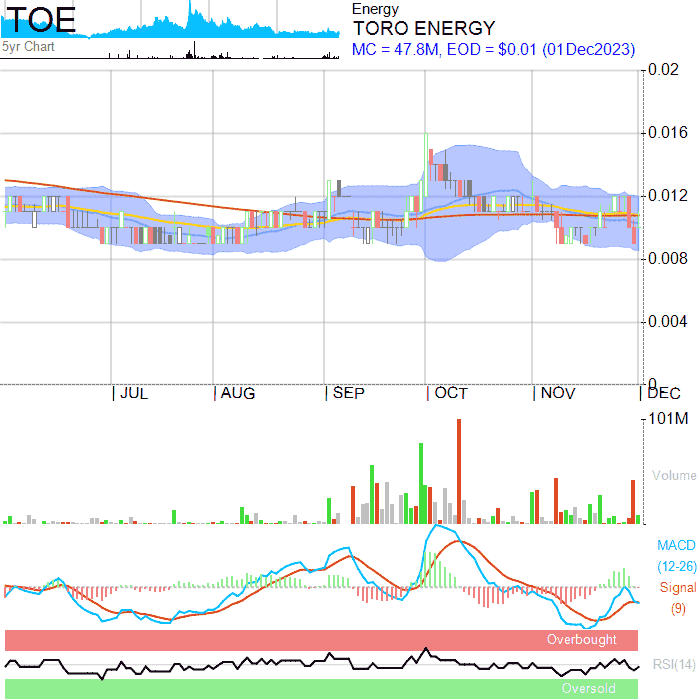 TOE
5yr Chart
Energy
TORO ENERGY
MC = 47.8M, EOD = $0.01 (01Dec2023)
0.02
0.016
0.012
0.008
0.004
0
JUL AUG SEP OCT NOV DEC
101M
Volume
MACD
(12-26)
Signal
(9)
Overbought
RSI(14)
Oversold